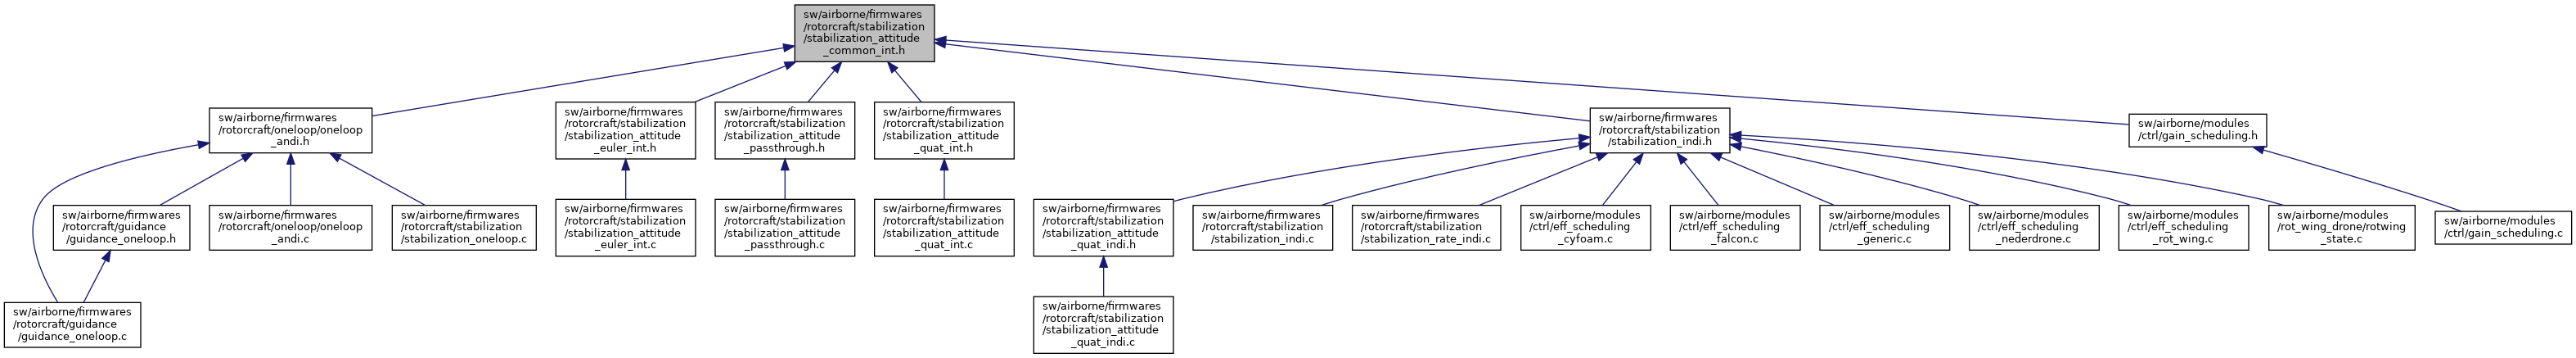 sw/airborne/firmwares
/rotorcraft/stabilization
/stabilization_attitude
_common_int.h
sw/airborne/firmwares
/rotorcraft/oneloop/oneloop
_andi.h
sw/airborne/firmwares
/rotorcraft/stabilization
/stabilization_attitude
_euler_int.h
sw/airborne/firmwares
/rotorcraft/stabilization
/stabilization_attitude
_passthrough.h
sw/airborne/firmwares
/rotorcraft/stabilization
/stabilization_attitude
_quat_int.h
sw/airborne/firmwares
/rotorcraft/stabilization
/stabilization_indi.h
sw/airborne/modules
/ctrl/gain_scheduling.h
sw/airborne/firmwares
/rotorcraft/guidance
/guidance_oneloop.h
sw/airborne/firmwares
/rotorcraft/oneloop/oneloop
_andi.c
sw/airborne/firmwares
/rotorcraft/stabilization
/stabilization_oneloop.c
sw/airborne/firmwares
/rotorcraft/stabilization
/stabilization_attitude
_euler_int.c
sw/airborne/firmwares
/rotorcraft/stabilization
/stabilization_attitude
_passthrough.c
sw/airborne/firmwares
/rotorcraft/stabilization
/stabilization_attitude
_quat_int.c
sw/airborne/firmwares
/rotorcraft/stabilization
/stabilization_attitude
_quat_indi.h
sw/airborne/firmwares
/rotorcraft/stabilization
/stabilization_indi.c
sw/airborne/firmwares
/rotorcraft/stabilization
/stabilization_rate_indi.c
sw/airborne/modules
/ctrl/eff_scheduling
_cyfoam.c
sw/airborne/modules
/ctrl/eff_scheduling
_falcon.c
sw/airborne/modules
/ctrl/eff_scheduling
_generic.c
sw/airborne/modules
/ctrl/eff_scheduling
_nederdrone.c
sw/airborne/modules
/ctrl/eff_scheduling
_rot_wing.c
sw/airborne/modules
/rot_wing_drone/rotwing
_state.c
sw/airborne/modules
/ctrl/gain_scheduling.c
sw/airborne/firmwares
/rotorcraft/guidance
/guidance_oneloop.c
sw/airborne/firmwares
/rotorcraft/stabilization
/stabilization_attitude
_quat_indi.c